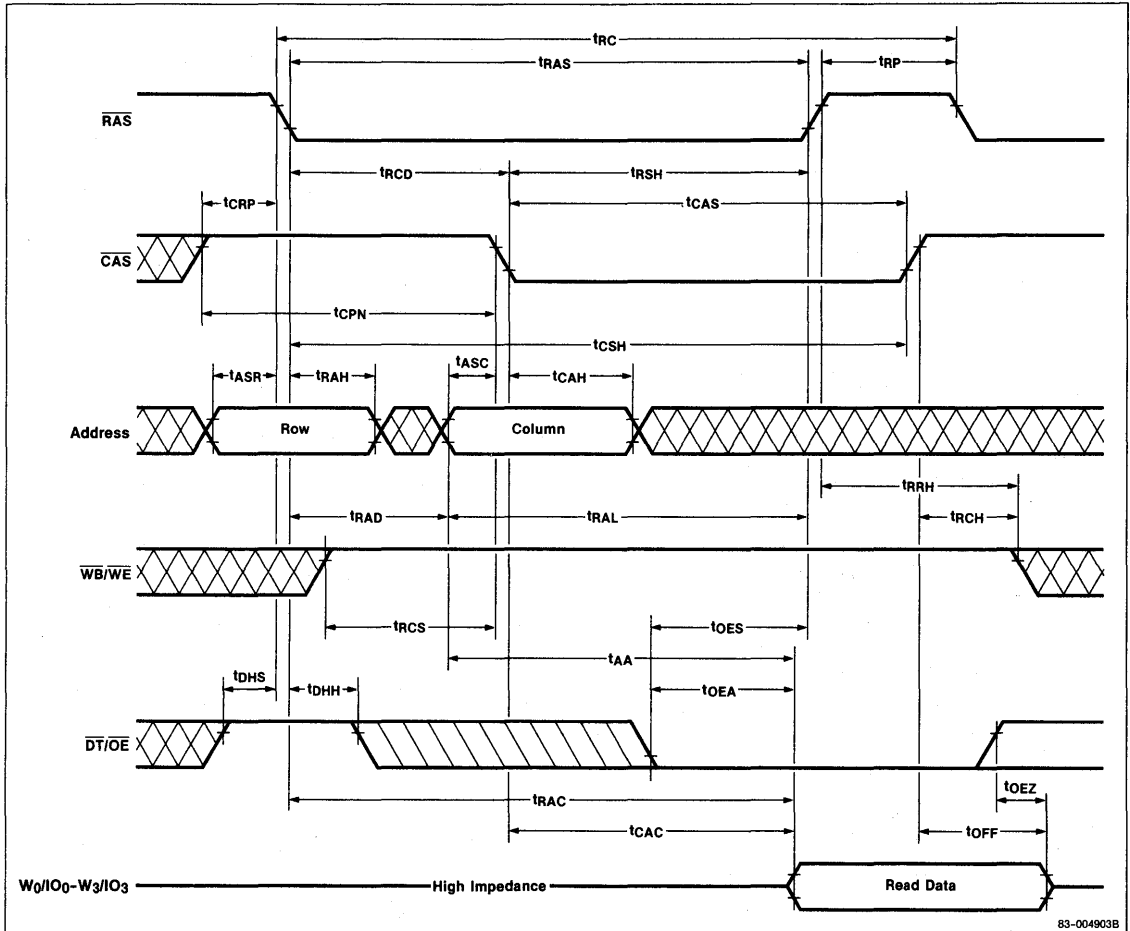 tRC
tRAS
tRP
RAS
tRCD
tRSH
tCRP
tCAS
CAS
tCPN
tCSH
tASR
tRAH
tASC
tCAH
Address
Row
Column
tRRH
tRAD
tRAL
tRCH
WB/WE
tRCS
tOES
tAA
tDHS
tDHH
tOEA
DT/OE
tRAC
tOEZ
tCAC
tOFF
W0/IO0-W3/IO3
High Impedance
Read Data
83-004903B